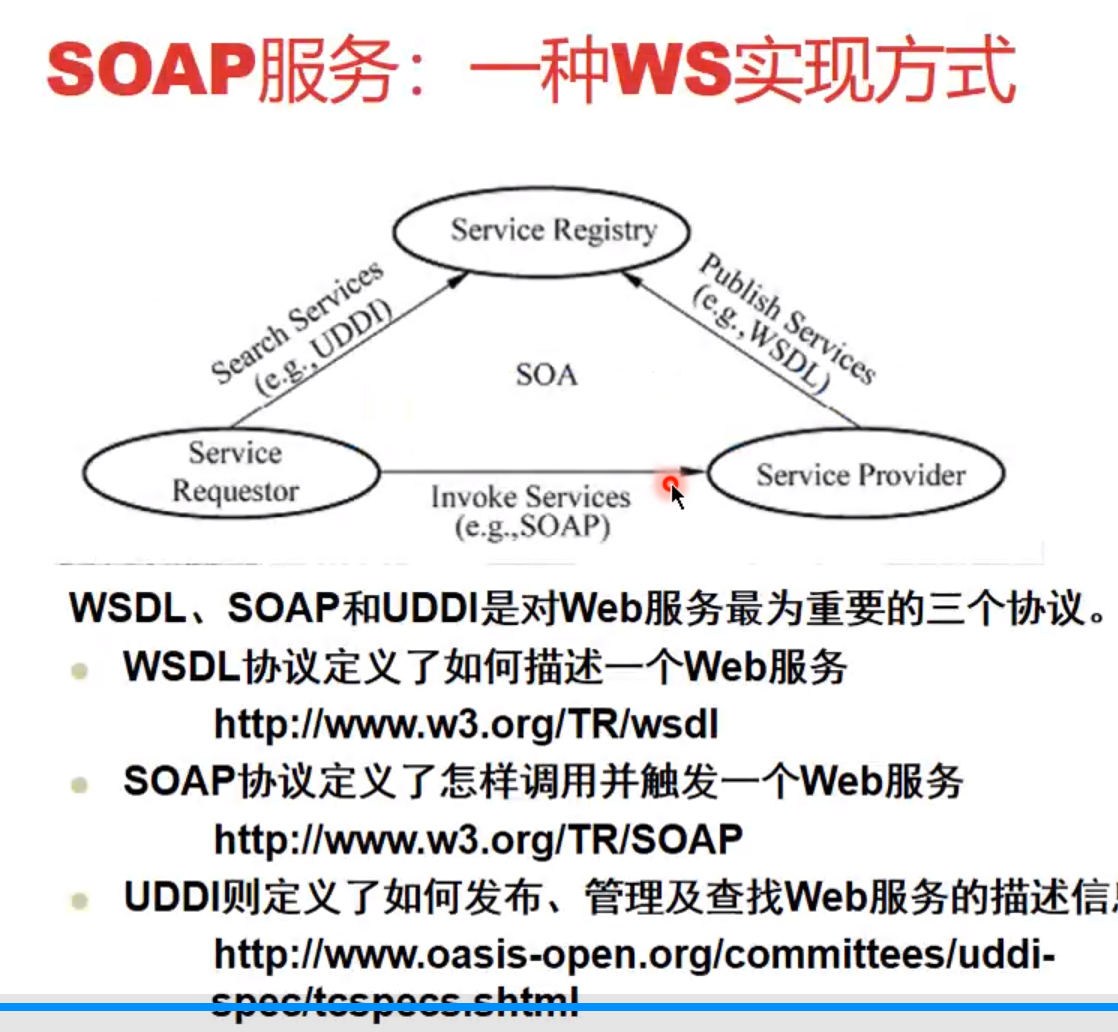 SOAP服务：一种WS实现方式
Service Registry
Search Services
(e.g.,UDDI)
Publish Services
(e.g.,WSDL)
SOA
Service
Requestor
Service Provider
Invoke Services
(e.g.,SOAP)
WSDL、SOAP和UDDI是对Web服务最为重要的三个协议。
WSDL协议定义了如何描述一个Web服务
http://www.w3.org/TR/wsdl
SOAP协议定义了怎样调用并触发一个Web服务
http://www.w3.org/TR/SOAP
UDDI则定义了如何发布、管理及查找Web服务的描述信
http://www.oasis-open.org/committees/uddi-
spec/tcspecs.shtml